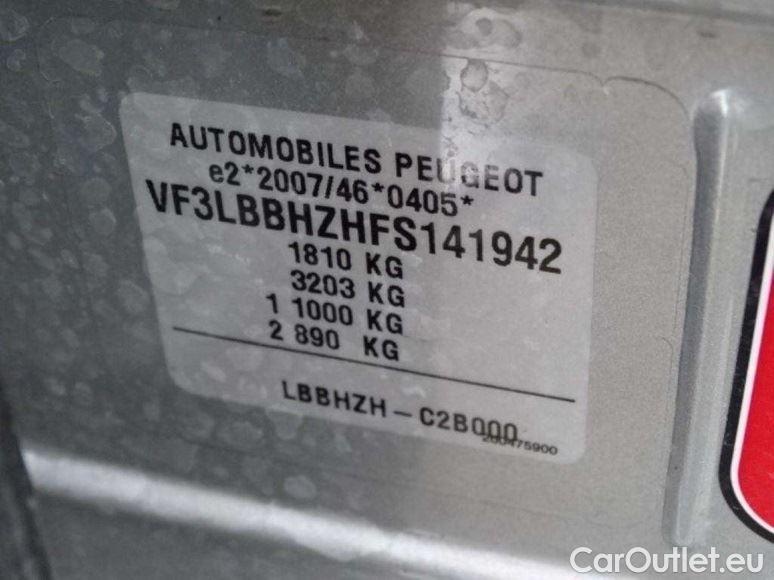 AUTOMOBILES PEUGEOT
e2*2007/46*0405*
VF3LBBHZHFS141942
1810 KG
3203 KG
1 1000 KG
2 890 KG
LBBHZH - C2B000
200475900
CarOutlet.eu